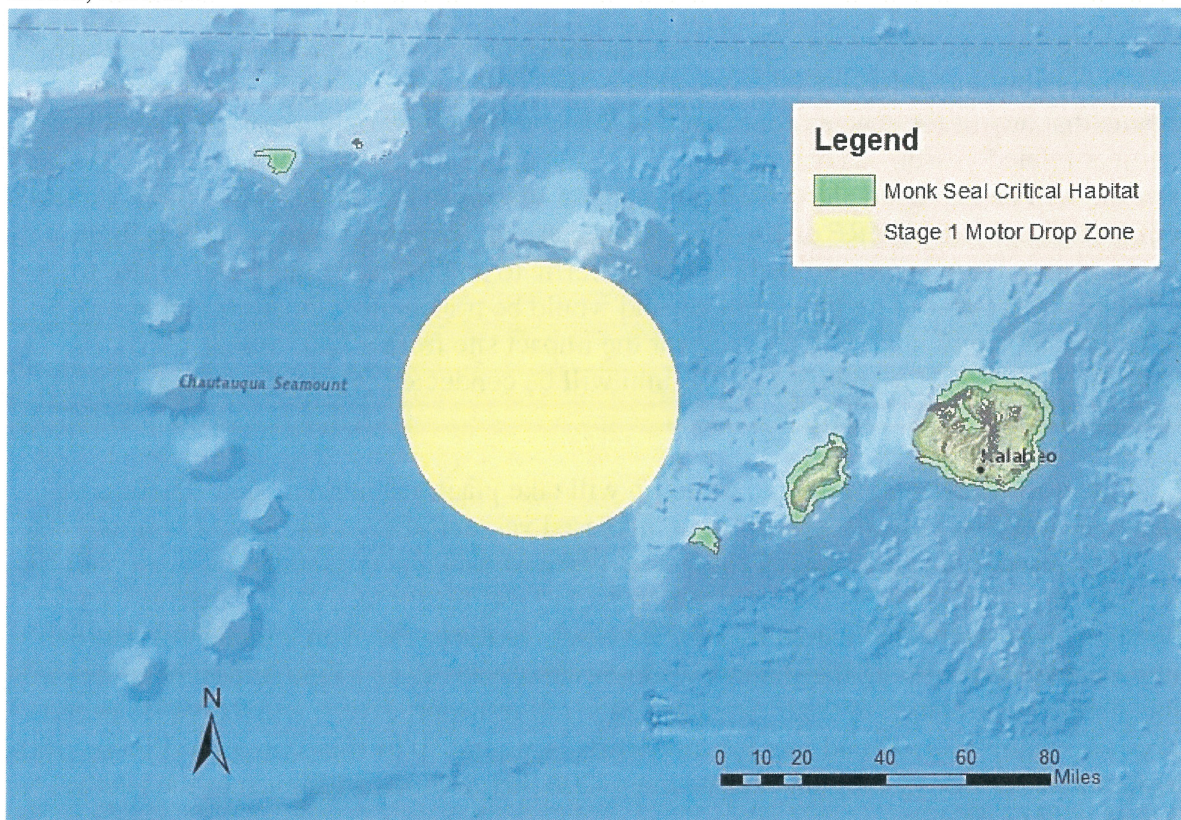 Legend
Monk Seal Critical Habitat
Stage 1 Motor Drop Zone
Chautauqua Seamount
Kalaheo
N
0 10 20 40 60 80
Miles